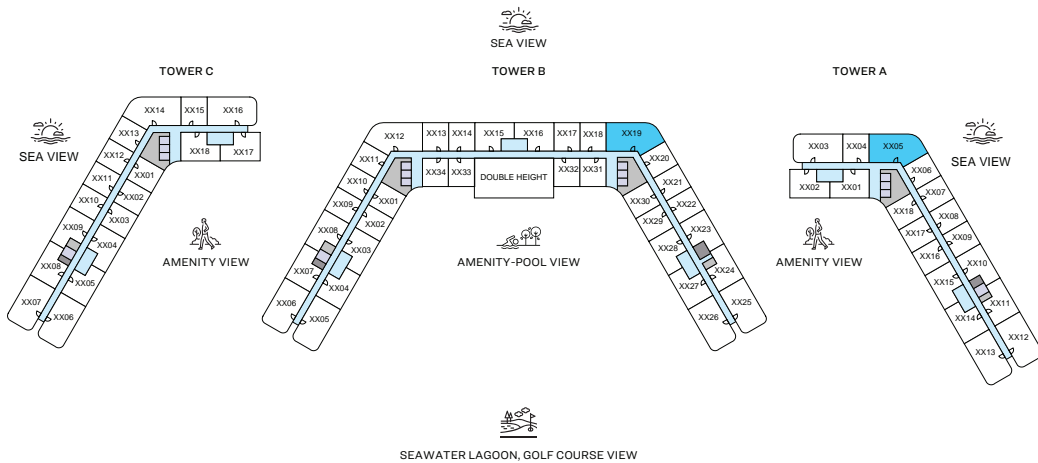 SEA VIEW
TOWER C
TOWER B
TOWER A
XX14
XX15
XX16
XX13
XX12
XX11
XX10
XX09
XX08
XX07
XX06
XX05
XX04
XX03
XX02
XX01
XX18
XX17
SEA VIEW
AMENITY VIEW
XX12
XX13
XX14
XX15
XX16
XX17
XX18
XX19
XX11
XX10
XX09
XX08
XX07
XX06
XX05
XX04
XX03
XX02
XX01
XX34
XX33
DOUBLE HEIGHT
XX32
XX31
XX20
XX21
XX22
XX23
XX24
XX25
XX26
XX27
XX28
XX29
XX30
AMENITY-POOL VIEW
XX03
XX04
XX05
XX02
XX01
XX06
XX07
XX08
XX09
XX10
XX11
XX12
XX13
XX14
XX15
XX16
XX17
XX18
SEA VIEW
AMENITY VIEW
SEAWATER LAGOON, GOLF COURSE VIEW